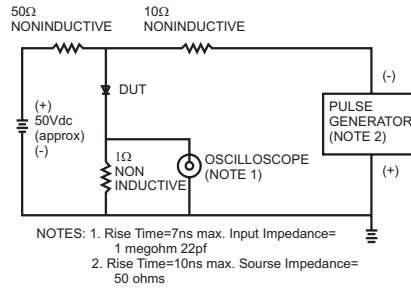 50Ω
NONINDUCTIVE
10Ω
NONINDUCTIVE
(+)
50Vdc
(approx)
(-)
DUT
1Ω
NON
INDUCTIVE
OSCILLOSCOPE
(NOTE 1)
(-)
PULSE
GENERATOR
(NOTE 2)
(+)
NOTES: 1. Rise Time=7ns max. Input Impedance=
1 megohm 22pf
2. Rise Time=10ns max. Sourse Impedance=
50 ohms